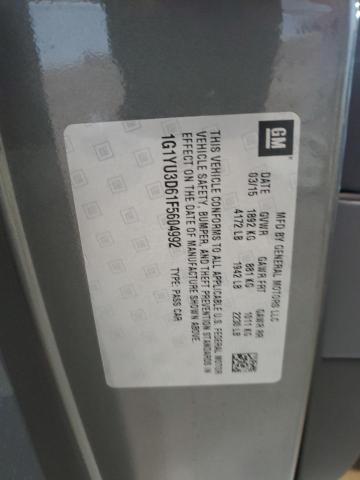 GM
MFD BY GENERAL MOTORS LLC
DATE GVWR GAWR FRT GAWR RR
03/15 1892 KG 881 KG 1011 KG
4172 LB 1942 LB 2230 LB
THIS VEHICLE CONFORMS TO ALL APPLICABLE U.S. FEDERAL MOTOR
VEHICLE SAFETY, BUMPER, AND THEFT PREVENTION STANDARDS IN
EFFECT ON THE DATE OF MANUFACTURE SHOWN ABOVE.
1G1YU3D61F5604992 TYPE: PASS CAR